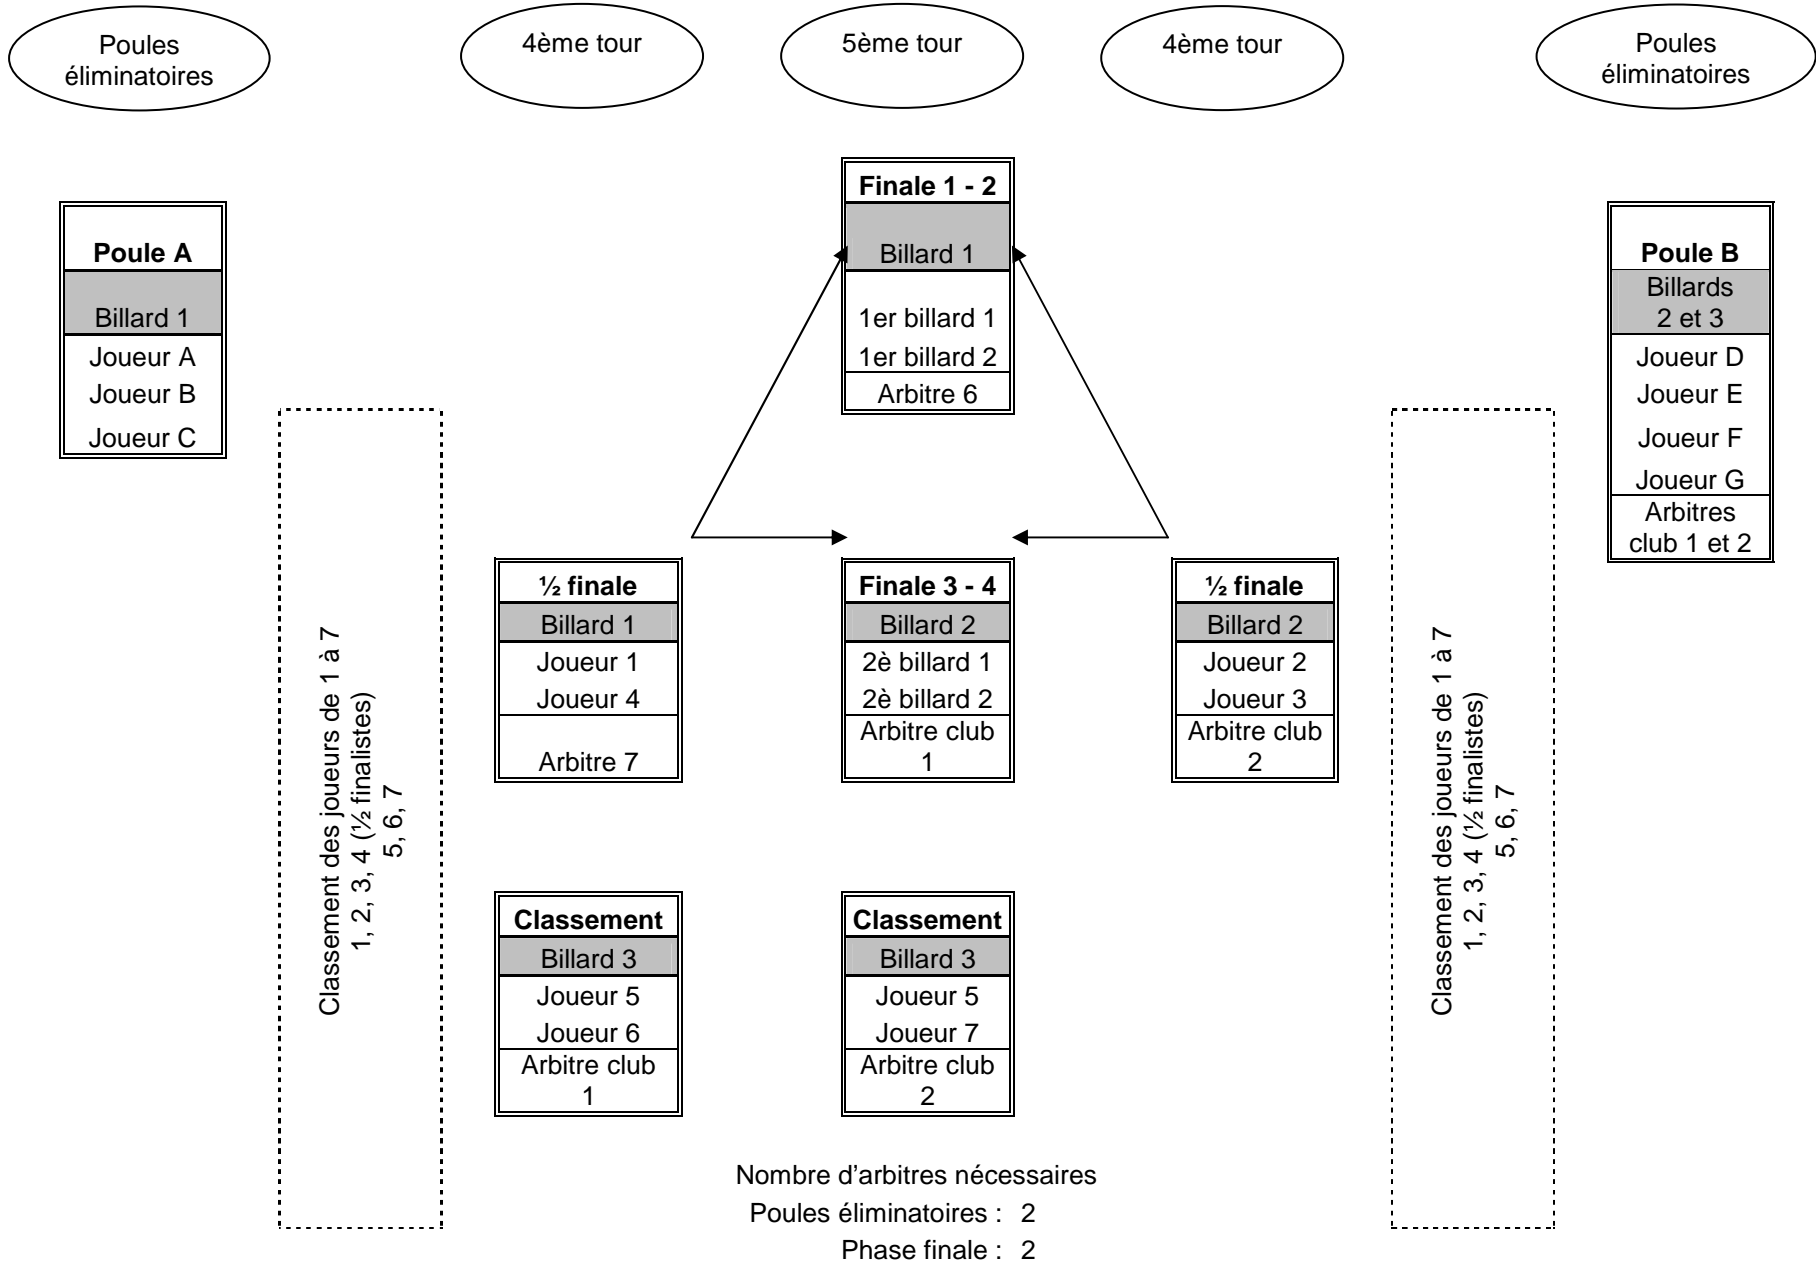 Poules
éliminatoires
4ème tour
5ème tour
4ème tour
Poules
éliminatoires
Poule A
Billard 1
Joueur A
Joueur B
Joueur C
Classement des joueurs de 1 à 7
1, 2, 3, 4 (½ finalistes)
5, 6, 7
½ finale
Billard 1
Joueur 1
Joueur 4
Arbitre 7
Classement
Billard 3
Joueur 5
Joueur 6
Arbitre club
1
Finale 1 - 2
Billard 1
1er billard 1
1er billard 2
Arbitre 6
Finale 3 - 4
Billard 2
2è billard 1
2è billard 2
Arbitre club
1
Classement
Billard 3
Joueur 5
Joueur 7
Arbitre club
2
½ finale
Billard 2
Joueur 2
Joueur 3
Arbitre club
2
Classement des joueurs de 1 à 7
1, 2, 3, 4 (½ finalistes)
5, 6, 7
Poule B
Billards
2 et 3
Joueur D
Joueur E
Joueur F
Joueur G
Arbitres
club 1 et 2
Nombre d'arbitres nécessaires
Poules éliminatoires : 2
Phase finale : 2